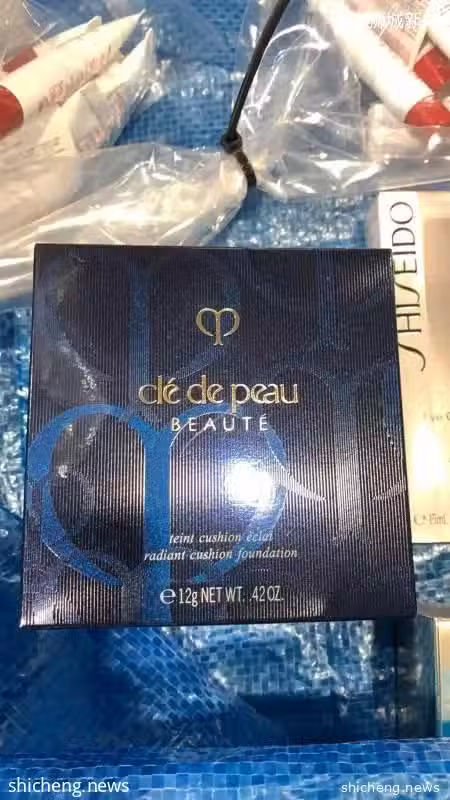 clé de peau
BEAUTÉ
teint cushion éclat
radiant cushion foundation
℮12g NET WT. .42 OZ.
SHISEIDO
15mL
shicheng.news
shicheng.news